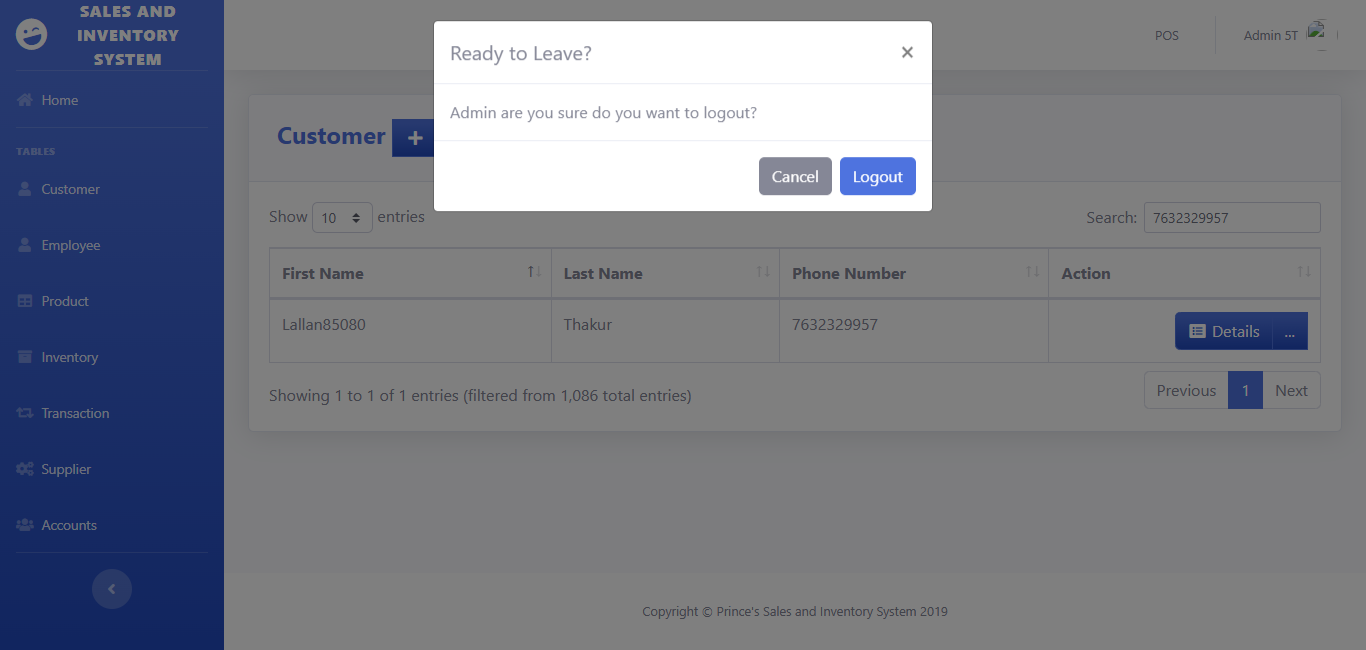 SALES AND
INVENTORY
SYSTEM
Home
TABLES
Customer
Employee
Product
Inventory
Transaction
Supplier
Accounts
POS
Admin 5T
Ready to Leave?
×
Admin are you sure do you want to logout?
Cancel Logout
Customer
Show 10 entries
Search: 7632329957
First Name Last Name Phone Number Action
Lallan85080 Thakur 7632329957 Details ...
Showing 1 to 1 of 1 entries (filtered from 1,086 total entries)
Previous 1 Next
Copyright © Prince's Sales and Inventory System 2019